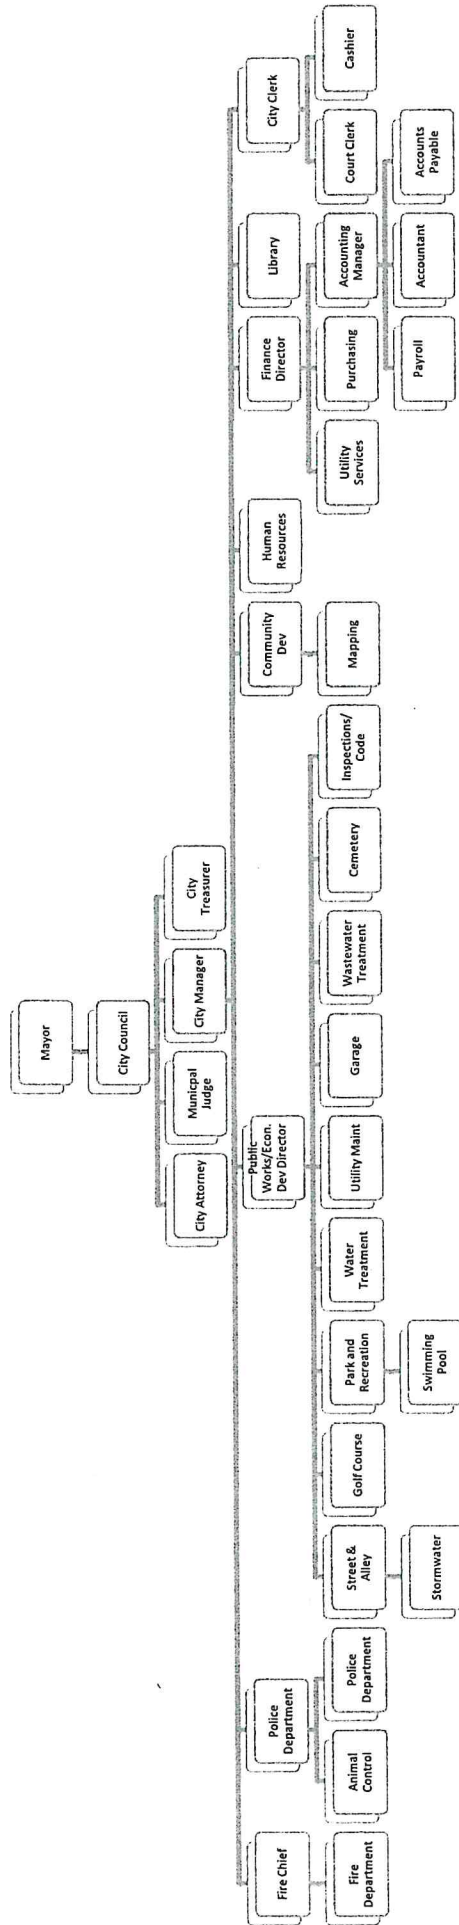 Mayor
City Council
City Attorney
Municpal
Judge
City Manager
City
Treasurer
Fire Chief
Police
Department
Public
Works/Econ.
Dev Director
Community
Dev
Human
Resources
Finance
Director
Library
City Clerk
Fire
Department
Animal
Control
Police
Department
Street &
Alley
Golf Course
Park and
Recreation
Water
Treatment
Utility Maint
Garage
Wastewater
Treatment
Cemetery
Inspections/
Code
Mapping
Utility
Services
Purchasing
Accounting
Manager
Court Clerk
Cashier
Stormwater
Swimming
Pool
Payroll
Accountant
Accounts
Payable